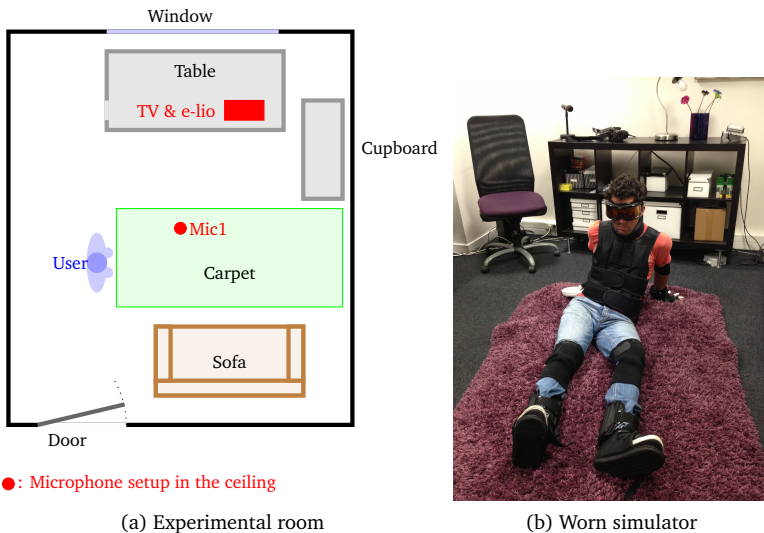 Window
Table
TV & e-lio
Cupboard
Mic1
User
Carpet
Sofa
Door
: Microphone setup in the ceiling
(a) Experimental room
(b) Worn simulator